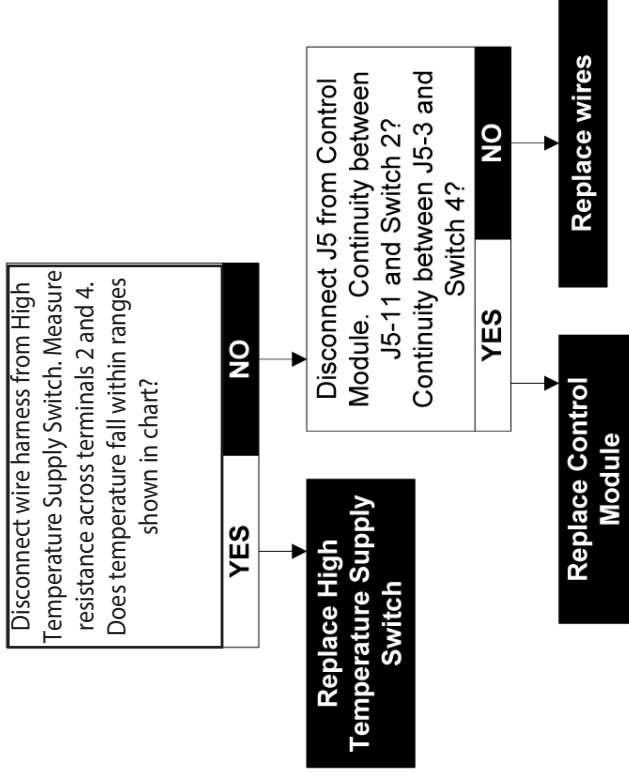 Disconnect wire harness from High
Temperature Supply Switch. Measure
resistance across terminals 2 and 4.
Does temperature fall within ranges
shown in chart?
YES
NO
Replace High
Temperature Supply
Switch
Disconnect J5 from Control
Module. Continuity between
J5-11 and Switch 2?
Continuity between J5-3 and
Switch 4?
YES
NO
Replace Control
Module
Replace wires